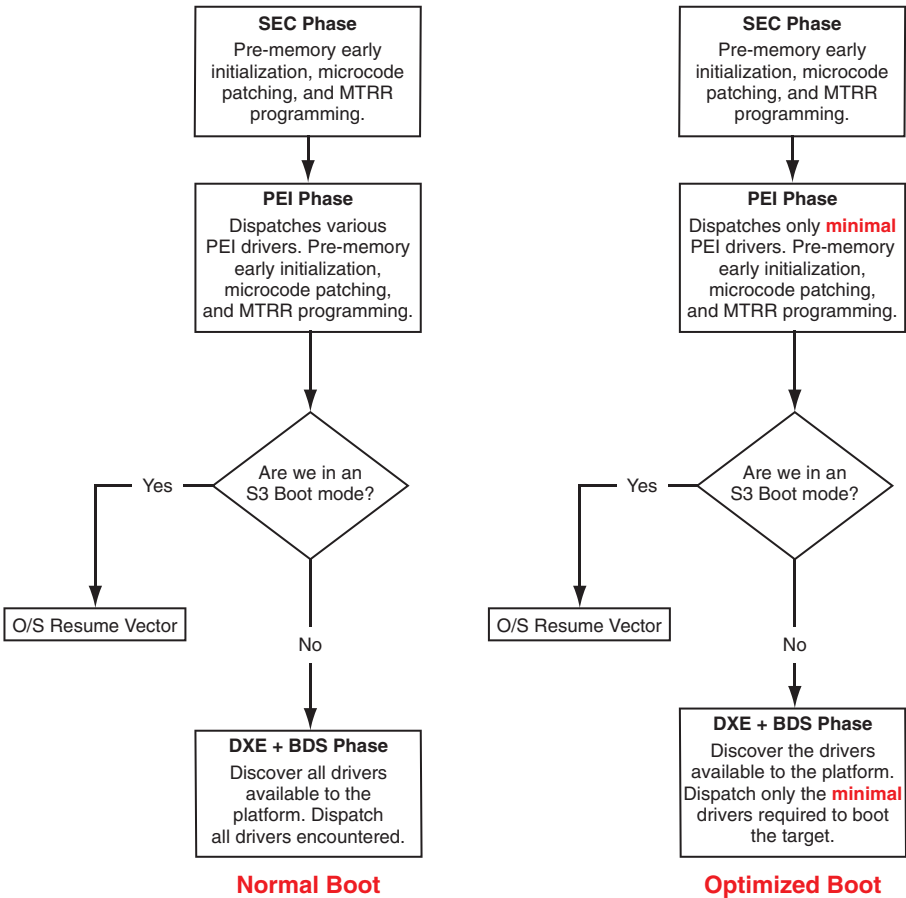 SEC Phase
Pre-memory early
initialization, microcode
patching, and MTRR
programming.
PEI Phase
Dispatches various
PEI drivers. Pre-memory
early initialization,
microcode patching,
and MTRR programming.
Are we in an
S3 Boot mode?
Yes
O/S Resume Vector
No
DXE + BDS Phase
Discover all drivers
available to the
platform. Dispatch
all drivers encountered.
Normal Boot
SEC Phase
Pre-memory early
initialization, microcode
patching, and MTRR
programming.
PEI Phase
Dispatches only minimal
PEI drivers. Pre-memory
early initialization,
microcode patching,
and MTRR programming.
Are we in an
S3 Boot mode?
Yes
O/S Resume Vector
No
DXE + BDS Phase
Discover the drivers
available to the platform.
Dispatch only the minimal
drivers required to boot
the target.
Optimized Boot